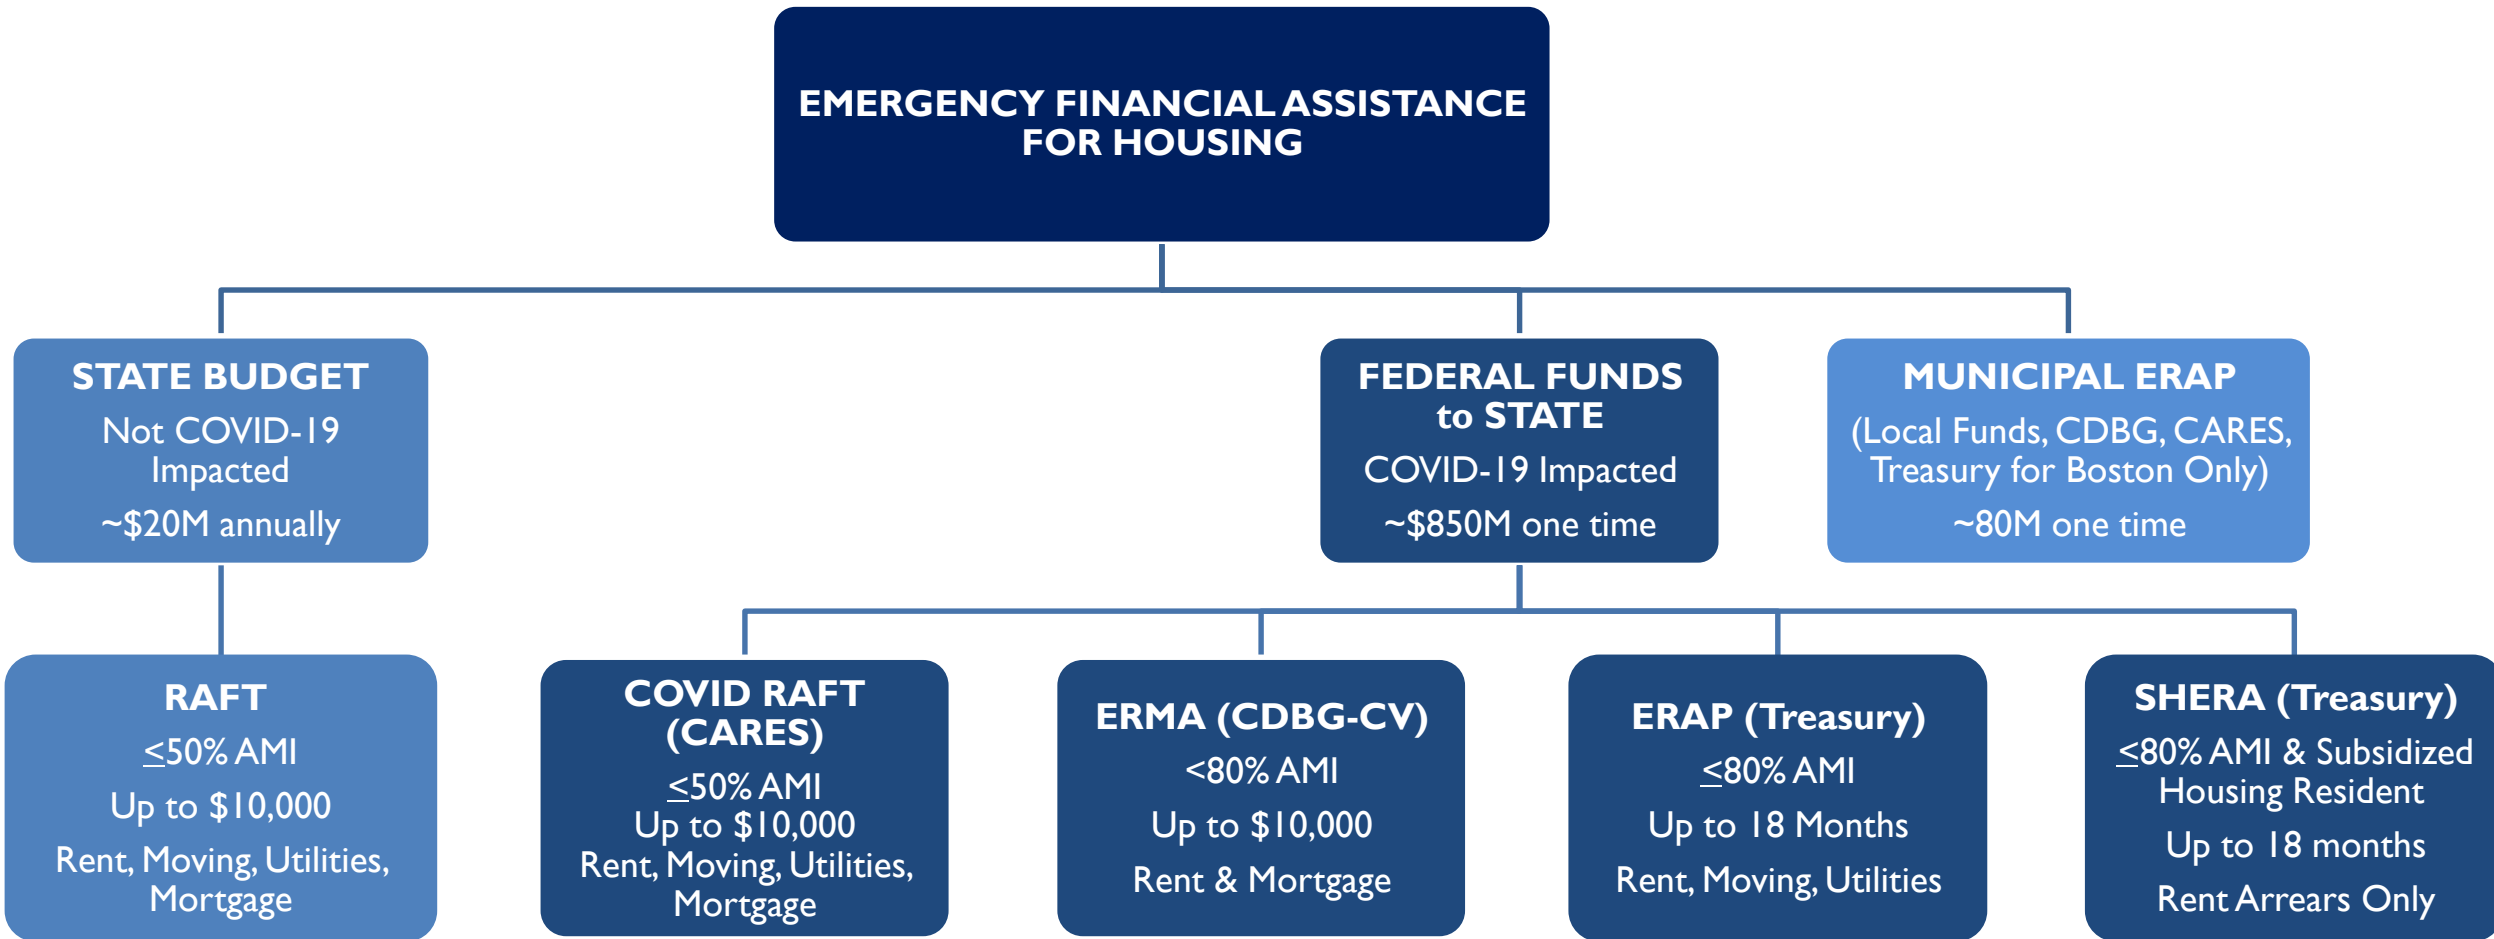 EMERGENCY FINANCIAL ASSISTANCE
FOR HOUSING
STATE BUDGET
Not COVID-19
Impacted
~$20M annually
FEDERAL FUNDS
to STATE
COVID-19 Impacted
~$850M one time
MUNICIPAL ERAP
(Local Funds, CDBG, CARES,
Treasury for Boston Only)
~80M one time
RAFT
≤50% AMI
Up to $10,000
Rent, Moving, Utilities,
Mortgage
COVID RAFT
(CARES)
≤50% AMI
Up to $10,000
Rent, Moving, Utilities,
Mortgage
ERMA (CDBG-CV)
<80% AMI
Up to $10,000
Rent & Mortgage
ERAP (Treasury)
≤80% AMI
Up to 18 Months
Rent, Moving, Utilities
SHERA (Treasury)
≤80% AMI & Subsidized
Housing Resident
Up to 18 months
Rent Arrears Only